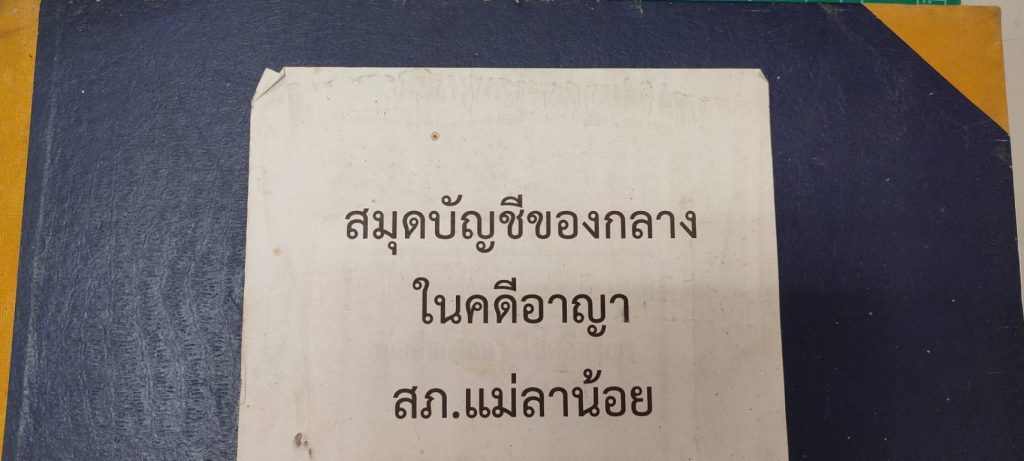 สมุดบัญชีของกลาง
ในคดีอาญา
สภ.แม่ลาน้อย